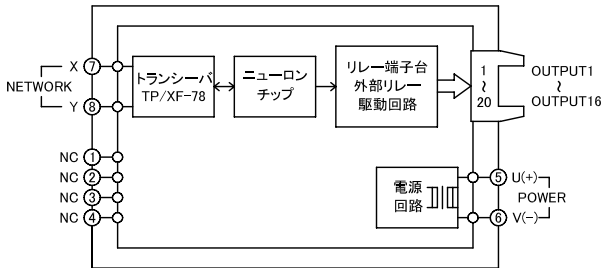 NETWORK
X ⑦
Y ⑧
トランシーバ
TP/XF-78
ニューロン
チップ
リレー端子台
外部リレー
駆動回路
1
~
20
OUTPUT1
~
OUTPUT16
NC ①
NC ②
NC ③
NC ④
電源
回路
⑤ U(+)
POWER
⑥ V(-)